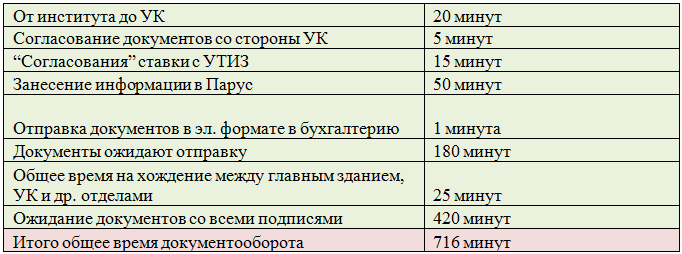 От института до УК 20 минут
Согласование документов со стороны УК 5 минут
“Согласования” ставки с УТИЗ 15 минут
Занесение информации в Парус 50 минут
Отправка документов в эл. формате в бухгалтерию 1 минута
Документы ожидают отправку 180 минут
Общее время на хождение между главным зданием,
УК и др. отделами 25 минут
Ожидание документов со всеми подписями 420 минут
Итого общее время документооборота 716 минут